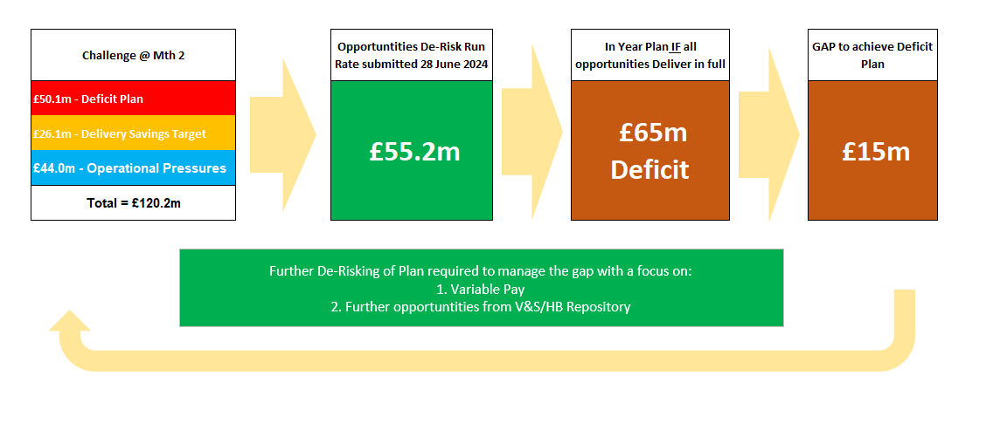 Challenge @ Mth 2
£50.1m - Deficit Plan
£26.1m - Delivery Savings Target
£44.0m - Operational Pressures
Total = £120.2m
Opportuntities De-Risk Run
Rate submitted 28 June 2024
£55.2m
In Year Plan IF all
opportunities Deliver in full
£65m
Deficit
GAP to achieve Deficit
Plan
£15m
Further De-Risking of Plan required to manage the gap with a focus on:
1. Variable Pay
2. Further opportuntities from V&S/HB Repository